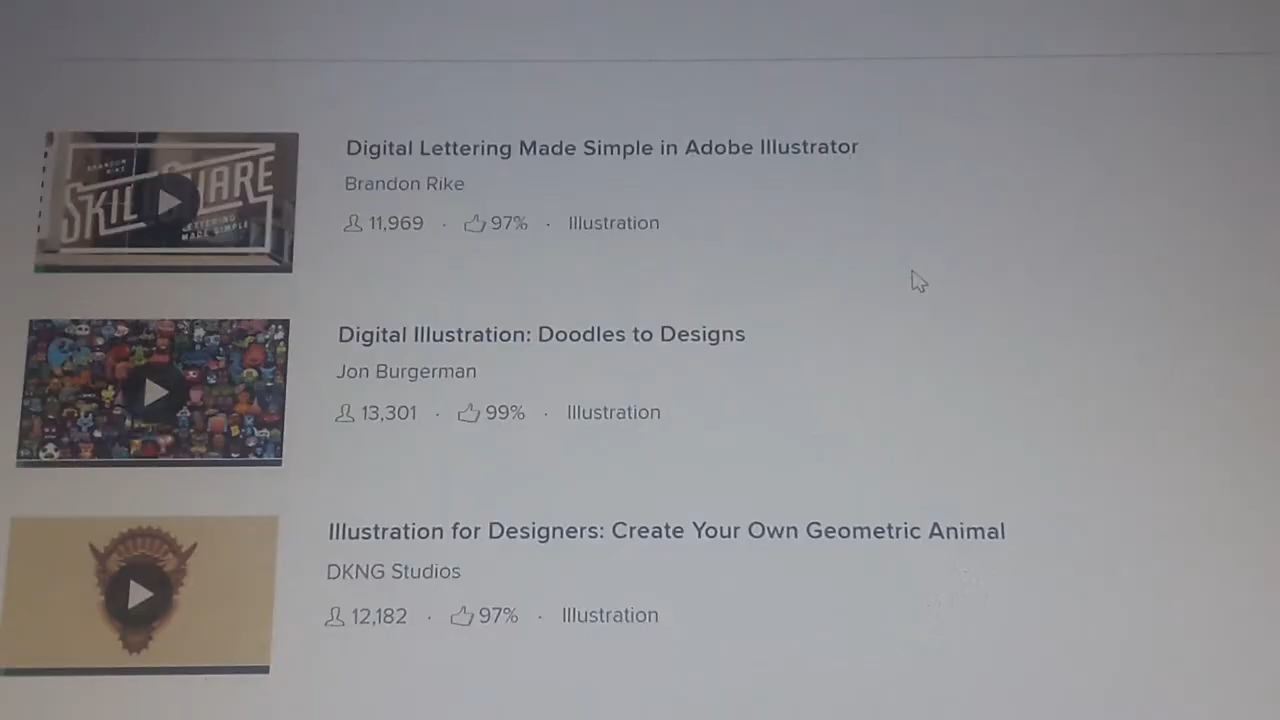 Digital Lettering Made Simple in Adobe Illustrator
BRANDON
RIKE
SKILLSHARE
LETTERING
MADE SIMPLE
Brandon Rike
11,969 · 97% · Illustration
Digital Illustration: Doodles to Designs
Jon Burgerman
13,301 · 99% · Illustration
Illustration for Designers: Create Your Own Geometric Animal
DKNG Studios
12,182 · 97% · Illustration